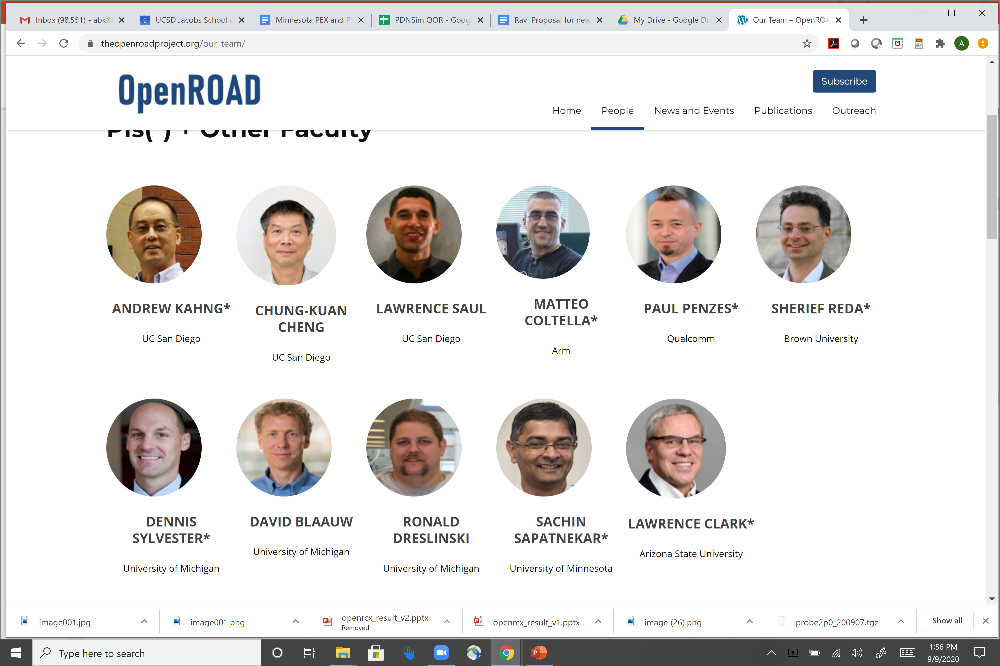 Inbox (98,551) - abk@
UCSD Jacobs School
Minnesota PEX and
PDNSim QOR - Goog
Ravi Proposal for new
My Drive - Google Dri
Our Team – OpenROA
theopenroadproject.org/our-team/
A
OpenROAD
Subscribe
Home
People
News and Events
Publications
Outreach
PIs(*) + Other Faculty
ANDREW KAHNG*
UC San Diego
CHUNG-KUAN
CHENG
UC San Diego
LAWRENCE SAUL
UC San Diego
MATTEO
COLTELLA*
Arm
PAUL PENZES*
Qualcomm
SHERIEF REDA*
Brown University
DENNIS
SYLVESTER*
University of Michigan
DAVID BLAAUW
University of Michigan
RONALD
DRESLINSKI
University of Michigan
SACHIN
SAPATNEKAR*
University of Minnesota
LAWRENCE CLARK*
Arizona State University
image001.jpg
image001.png
openrcx_result_v2.pptx
Removed
openrcx_result_v1.pptx
image (26).png
probe2p0_200907.tgz
Show all
Type here to search
1:56 PM
9/9/2020